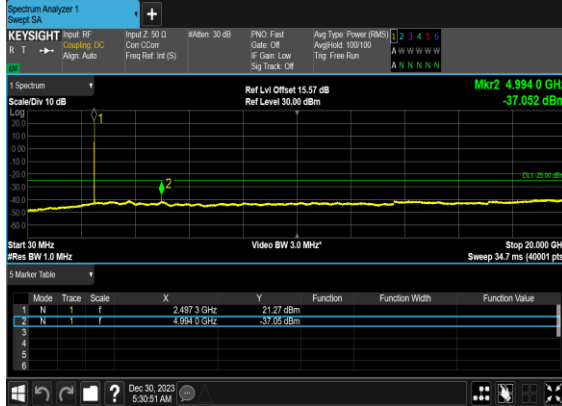 Spectrum Analyzer 1
Swept SA
+
KEYSIGHT Input: RF Input Z: 50 Ω #Atten: 30 dB PNO: Fast Avg Type: Power (RMS) 1 2 3 4 5 6
R T Coupling: DC Corr CCorr Gate: Off Avg|Hold: 100/100 A W W W W W
Align: Auto Freq Ref: Int (S) IF Gain: Low Trig: Free Run
Sig Track: Off A N N N N N
LXI
1 Spectrum Ref Lvl Offset 15.57 dB Mkr2 4.994 0 GHz
Scale/Div 10 dB Ref Level 30.00 dBm -37.052 dBm
Log
20.0 1
10.0
0.00
-10.0
-20.0 2 DL1 -25.00 dBm
-30.0
-40.0
-50.0
-60.0
Start 30 MHz Video BW 3.0 MHz* Stop 20.000 GH
#Res BW 1.0 MHz Sweep 34.7 ms (40001 pts
5 Marker Table
Mode Trace Scale X Y Function Function Width Function Value
1 N 1 f 2.497 3 GHz 21.27 dBm
2 N 1 f 4.994 0 GHz -37.05 dBm
3
4
5
6
? Dec 30, 2023
5:30:51 AM